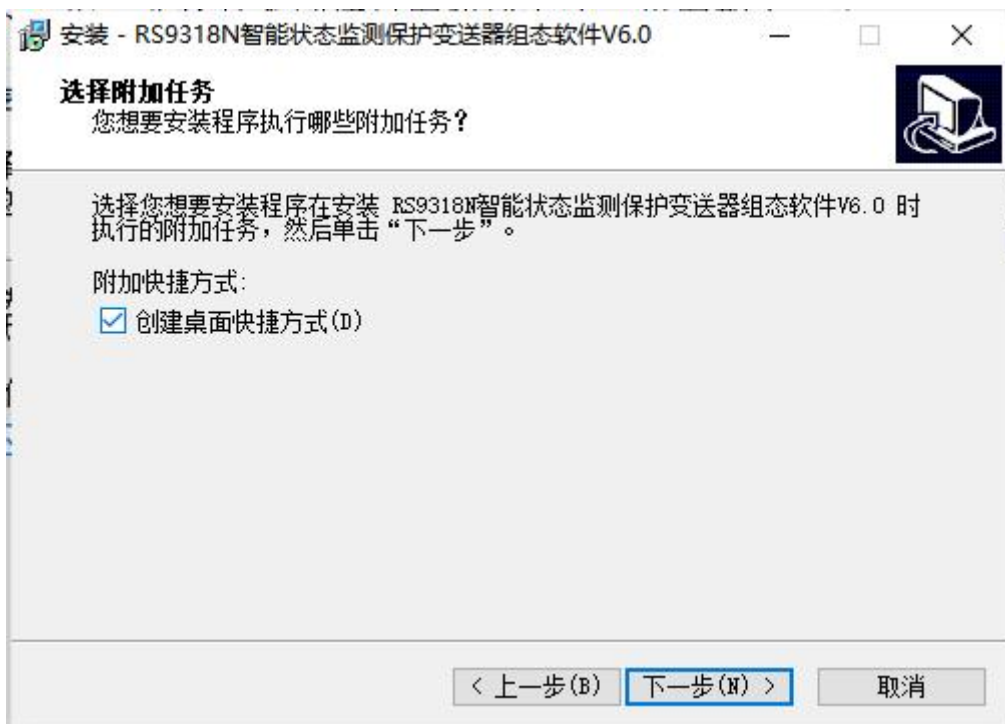 安装 - RS9318N智能状态监测保护变送器组态软件V6.0
选择附加任务
您想要安装程序执行哪些附加任务?
选择您想要安装程序在安装 RS9318N智能状态监测保护变送器组态软件V6.0 时
执行的附加任务，然后单击“下一步”。
附加快捷方式:
创建桌面快捷方式(D)
< 上一步(B)
下一步(N) >
取消